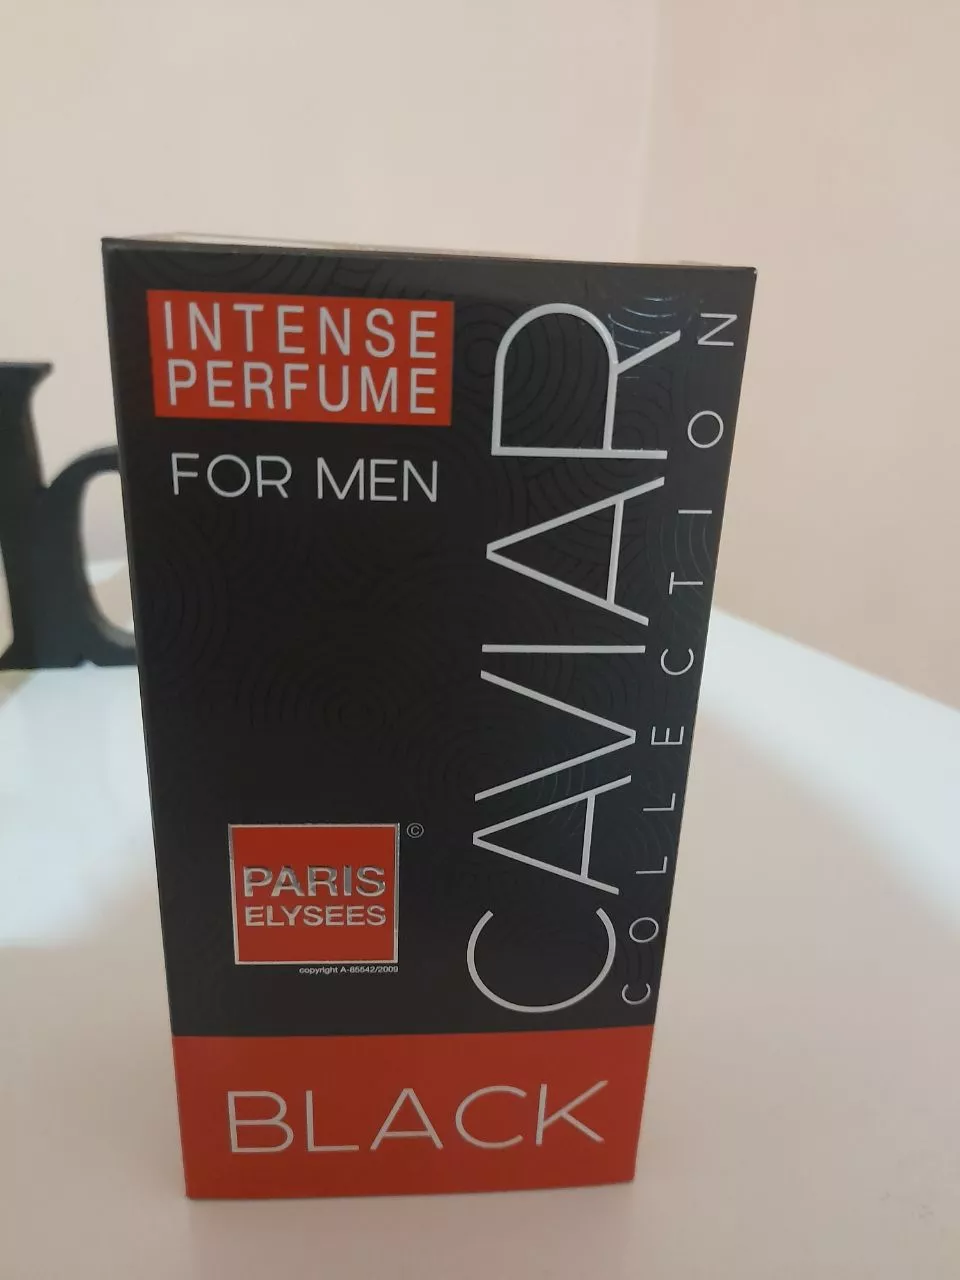 INTENSE
PERFUME
FOR MEN
CAVIAR
COLLECTION
©
PARIS
ELYSEES
copyright A-85542/2009
BLACK